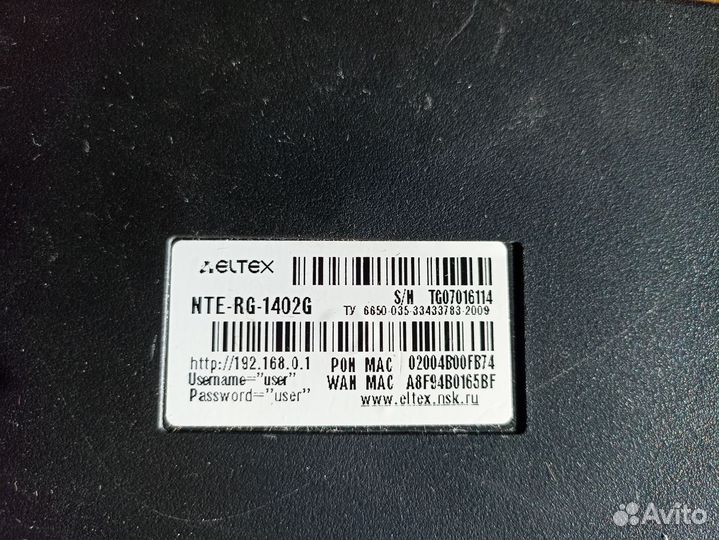 ELTEX
S/N TG07016114
NTE-RG-1402G
ТУ 6650-035-33433783-2009
http://192.168.0.1 PON MAC 02004B00FB74
Username="user" WAN MAC A8F94B0165BF
Password="user" www.eltex.nsk.ru
Avito